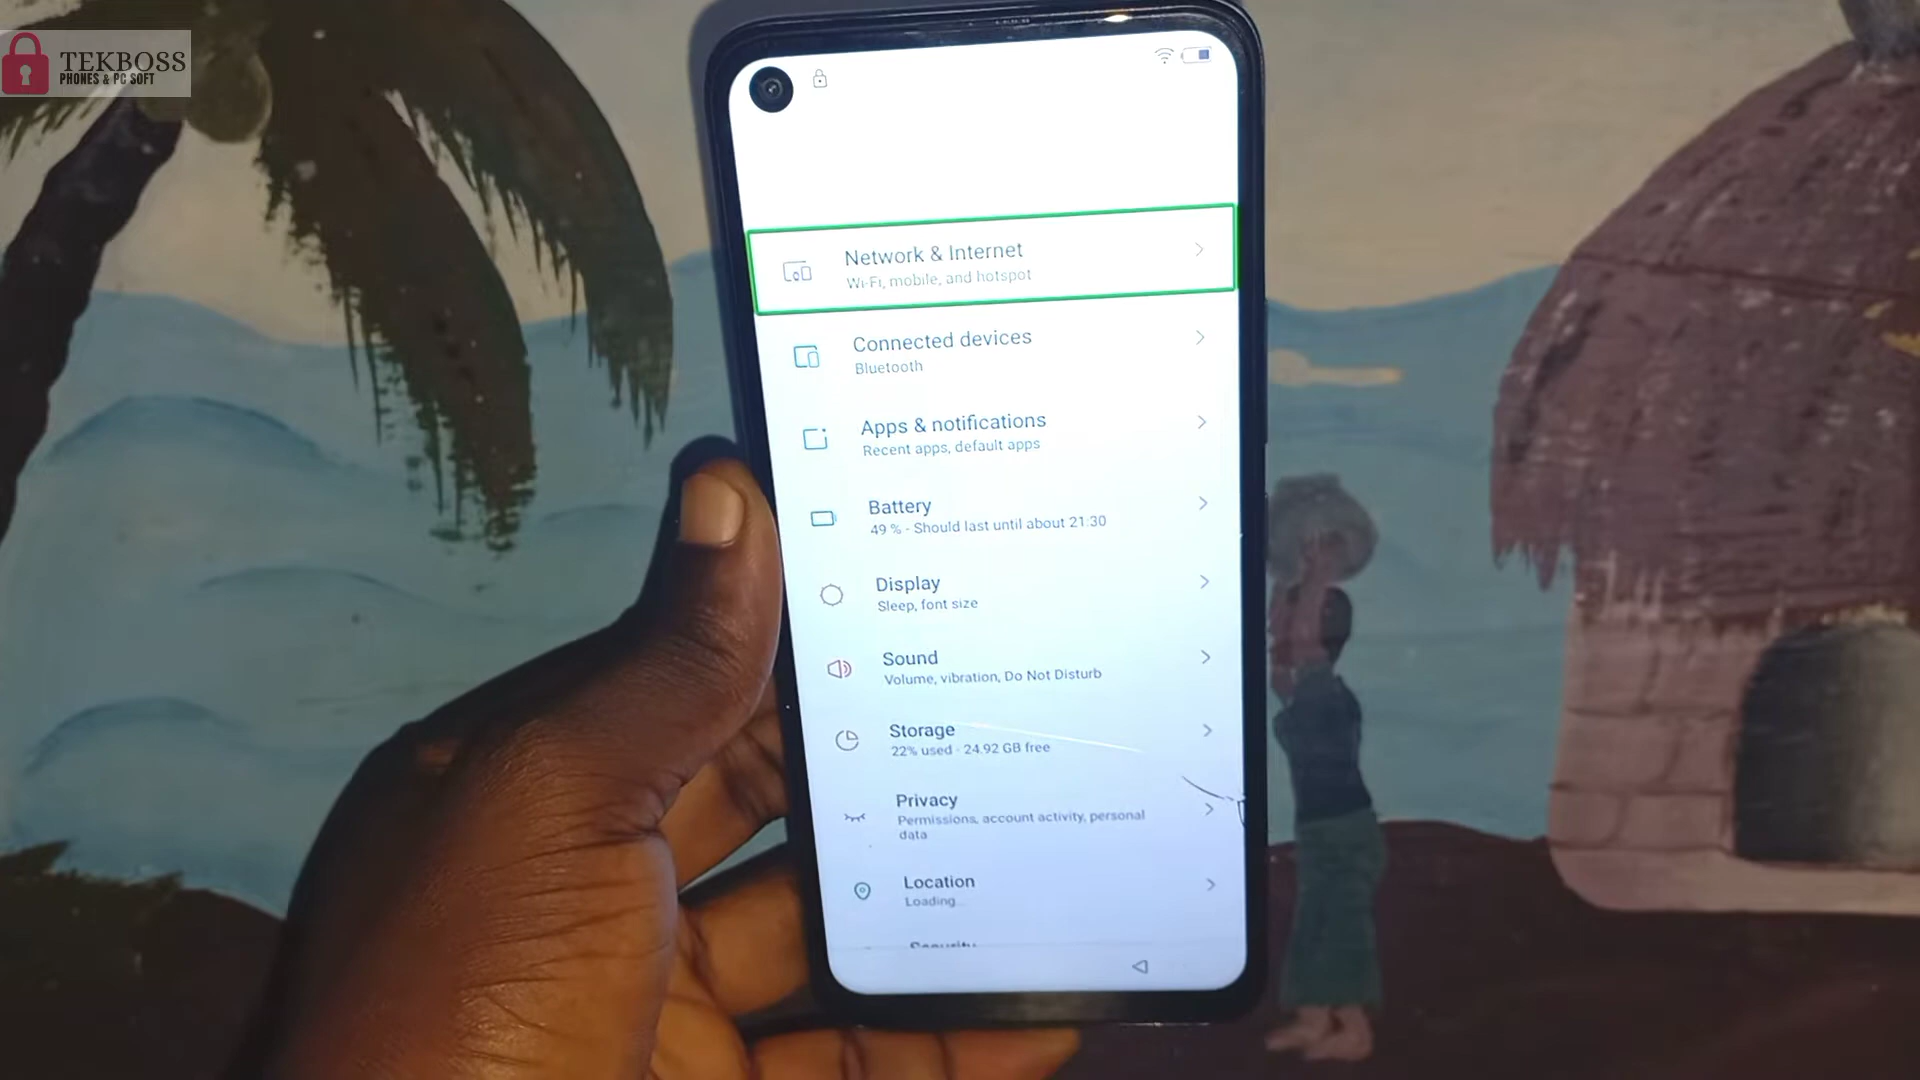 TEKBOSS
PHONES & PC SOFT
Network & Internet
Wi-Fi, mobile, and hotspot
Connected devices
Bluetooth
Apps & notifications
Recent apps, default apps
Battery
49 % - Should last until about 21:30
Display
Sleep, font size
Sound
Volume, vibration, Do Not Disturb
Storage
22% used - 24.92 GB free
Privacy
Permissions, account activity, personal
data
Location
Loading...
Security